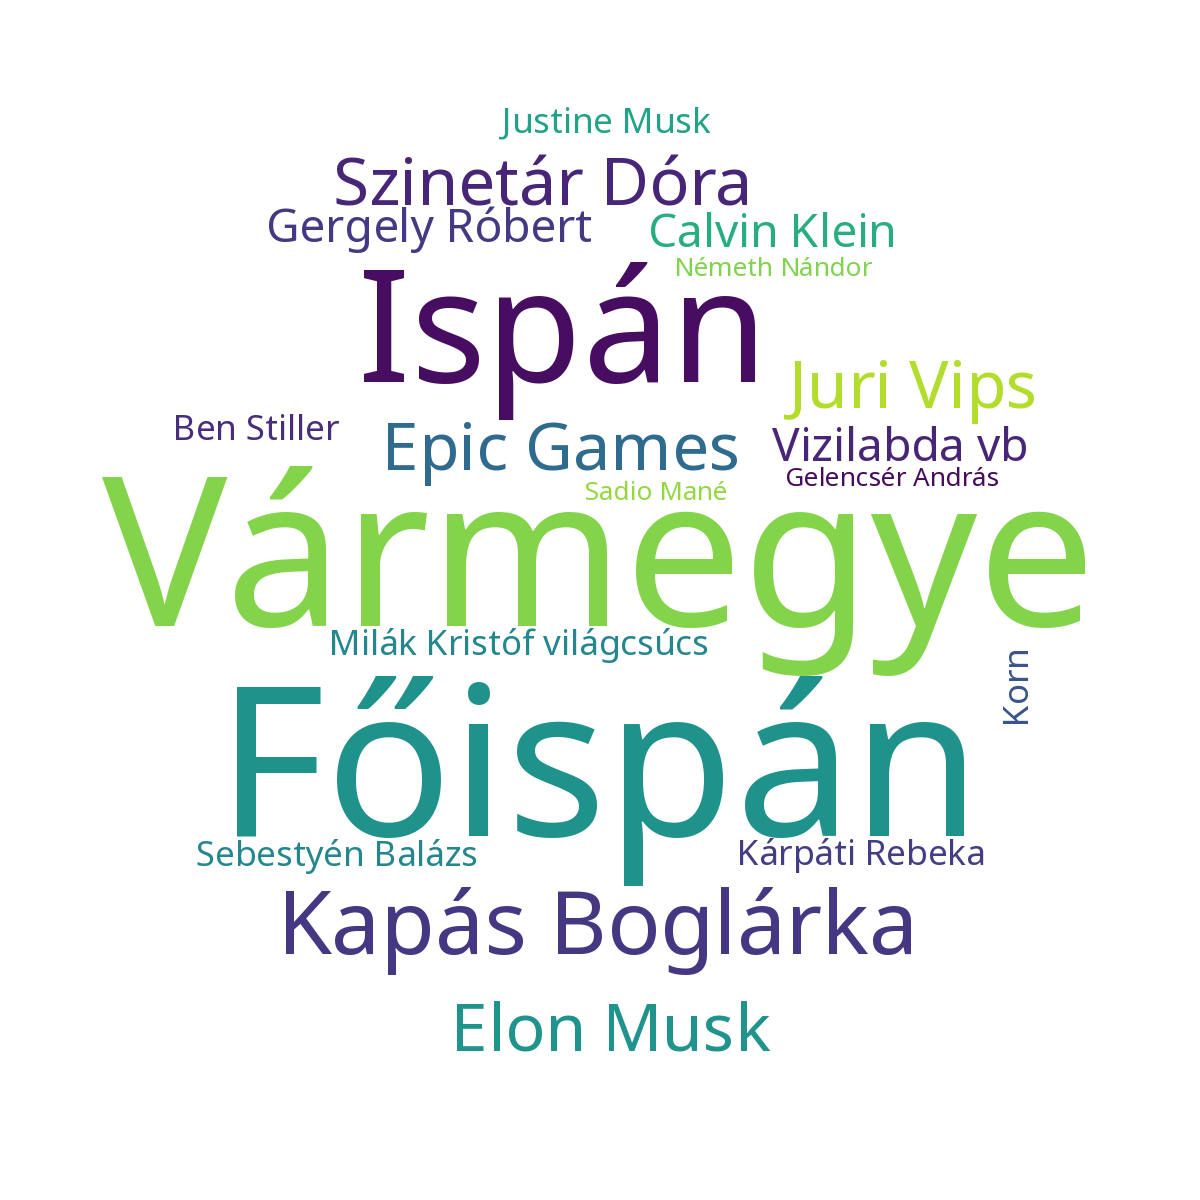 Justine Musk
Szinetár Dóra
Gergely Róbert
Calvin Klein
Németh Nándor
Ispán
Juri Vips
Ben Stiller
Epic Games
Vizilabda vb
Gelencsér András
Sadio Mané
Vármegye
Milák Kristóf világcsúcs
Korn
Főispán
Sebestyén Balázs
Kárpáti Rebeka
Kapás Boglárka
Elon Musk